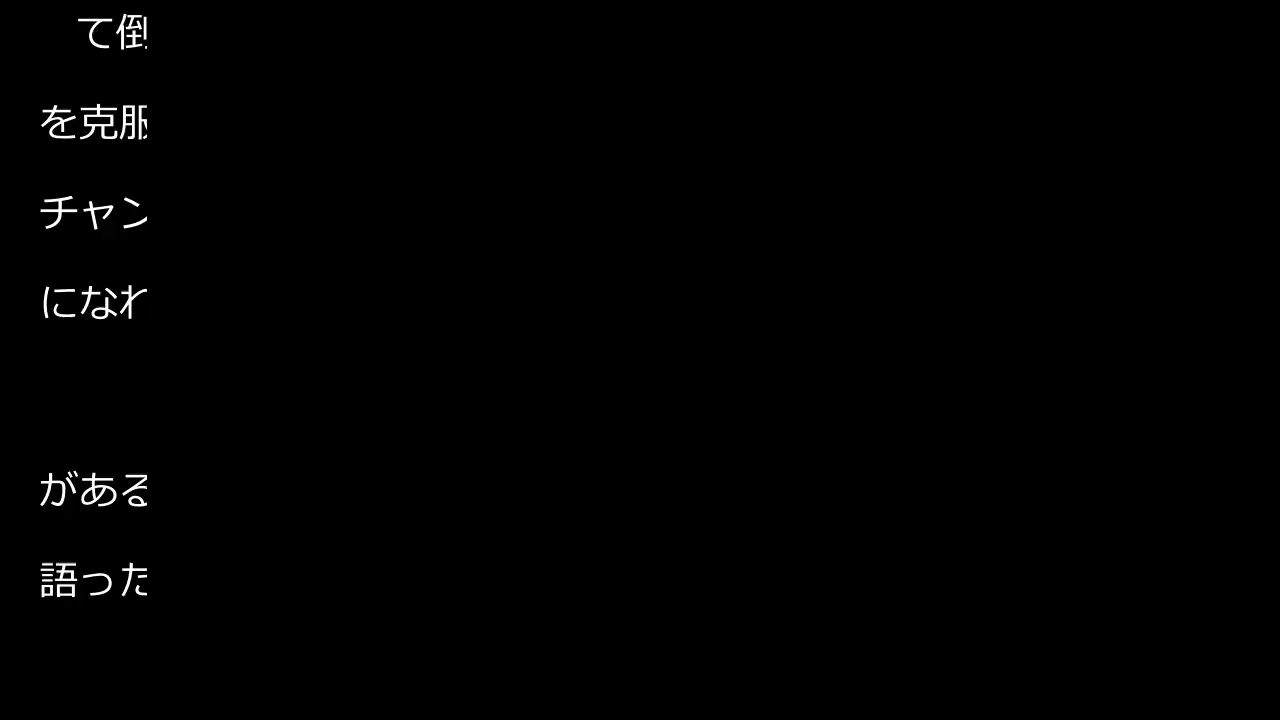 て倒
を克服
チャン
になれ
がある
語った